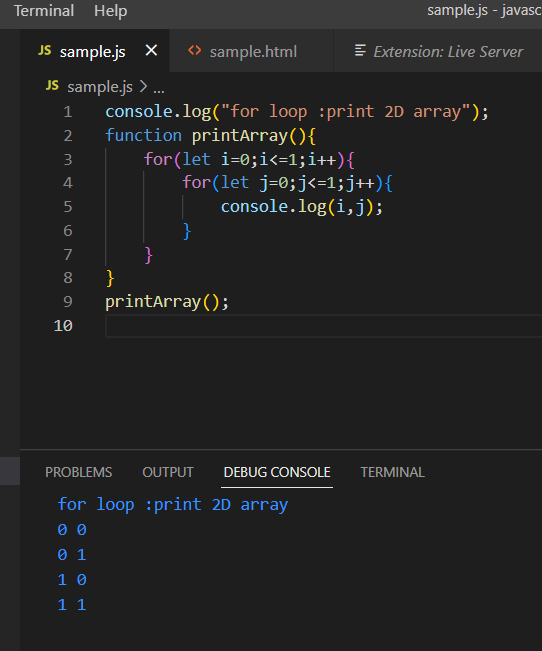 Terminal Help sample.js - javasc
JS sample.js × <> sample.html Extension: Live Server
JS sample.js > ...
1 console.log("for loop :print 2D array");
2 function printArray(){
3 for(let i=0;i<=1;i++){
4 for(let j=0;j<=1;j++){
5 console.log(i,j);
6 }
7 }
8 }
9 printArray();
10
PROBLEMS OUTPUT DEBUG CONSOLE TERMINAL
for loop :print 2D array
0 0
0 1
1 0
1 1